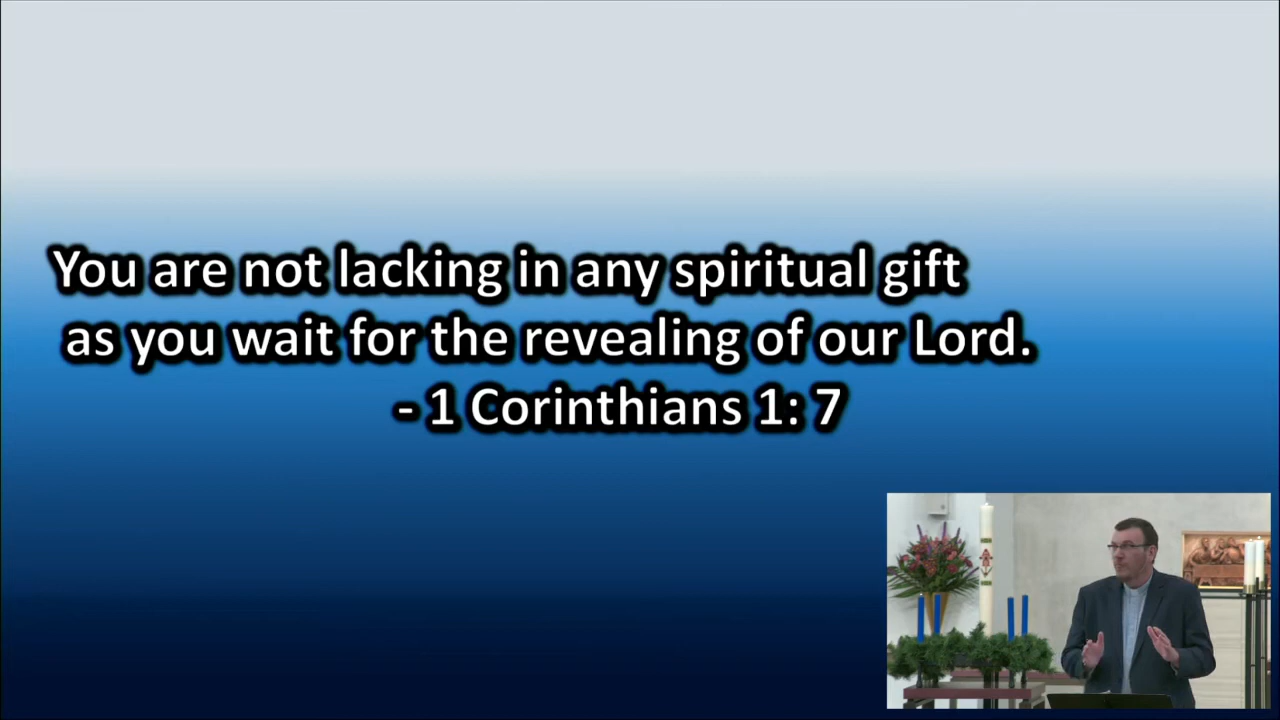 You are not lacking in any spiritual gift
as you wait for the revealing of our Lord.
- 1 Corinthians 1: 7